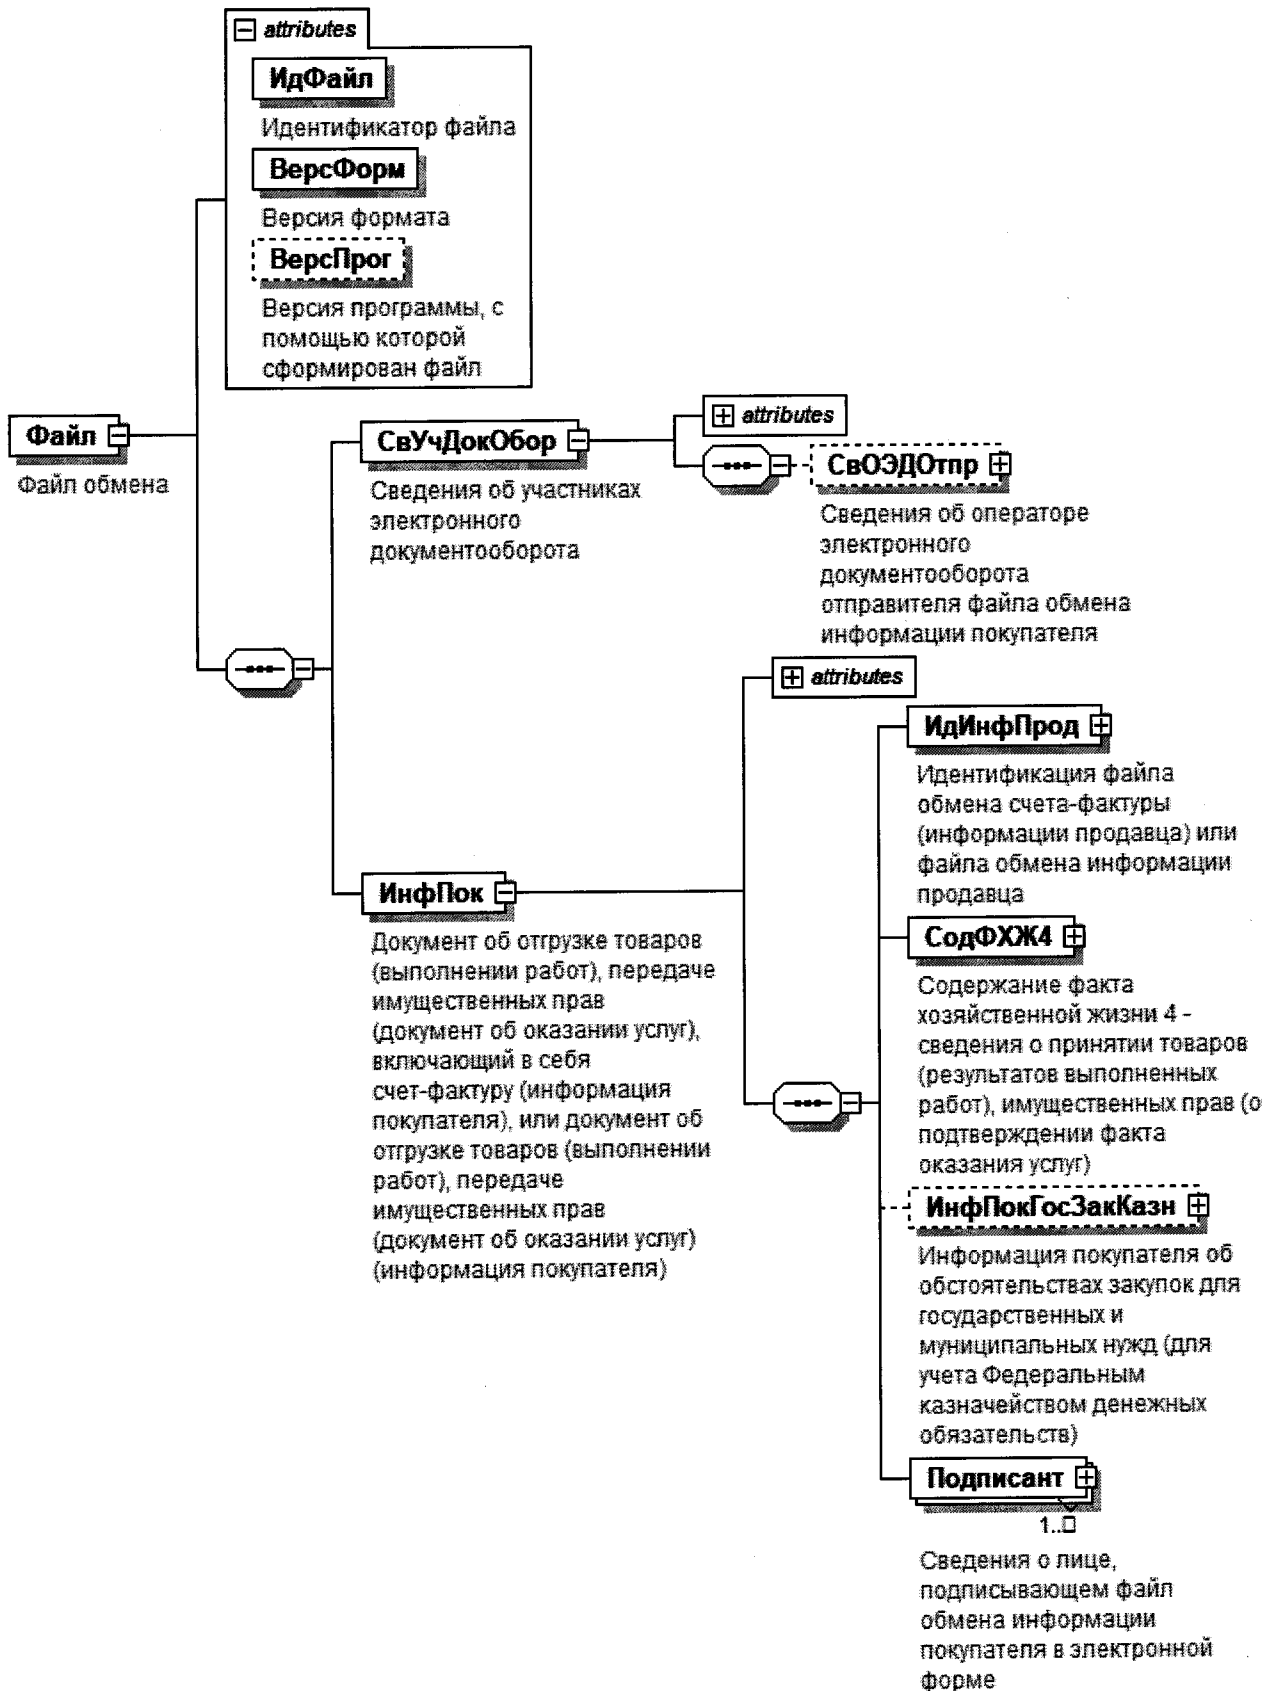 attributes
ИдФайл
Идентификатор файла
ВерсФорм
Версия формата
ВерсПрог
Версия программы, с
помощью которой
сформирован файл
Файл
Файл обмена
СвУчДокОбор
Сведения об участниках
электронного
документооборота
attributes
СвОЭДОтпр
Сведения об операторе
электронного
документооборота
отправителя файла обмена
информации покупателя
ИнфПок
Документ об отгрузке товаров
(выполнении работ), передаче
имущественных прав
(документ об оказании услуг),
включающий в себя
счет-фактуру (информация
покупателя), или документ об
отгрузке товаров (выполнении
работ), передаче
имущественных прав
(документ об оказании услуг)
(информация покупателя)
attributes
ИдИнфПрод
Идентификация файла
обмена счета-фактуры
(информации продавца) или
файла обмена информации
продавца
СодФХЖ4
Содержание факта
хозяйственной жизни 4 -
сведения о принятии товаров
(результатов выполненных
работ), имущественных прав (о
подтверждении факта
оказания услуг)
ИнфПокГосЗакКазн
Информация покупателя об
обстоятельствах закупок для
государственных и
муниципальных нужд (для
учета Федеральным
казначейством денежных
обязательств)
Подписант
1..□
Сведения о лице,
подписывающем файл
обмена информации
покупателя в электронной
форме